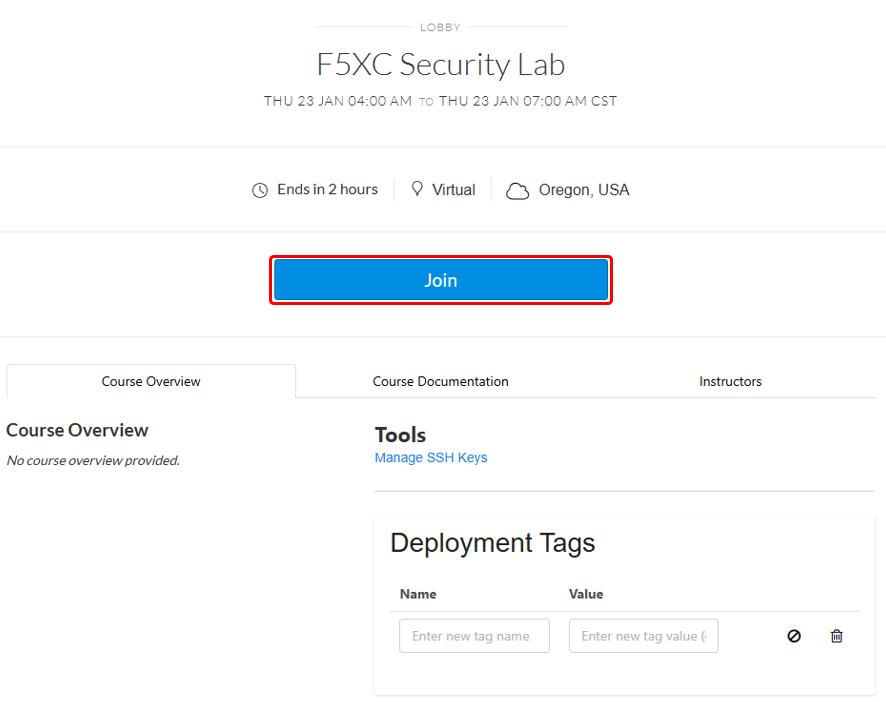 LOBBY
F5XC Security Lab
THU 23 JAN 04:00 AM TO THU 23 JAN 07:00 AM CST
Ends in 2 hours Virtual Oregon, USA
Join
Course Overview Course Documentation Instructors
Course Overview
No course overview provided.
Tools
Manage SSH Keys
Deployment Tags
Name Value
Enter new tag name Enter new tag value (